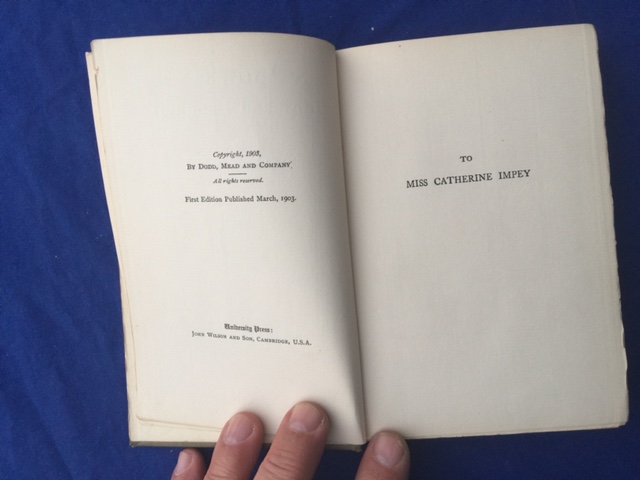 Copyright, 1903,
BY DODD, MEAD AND COMPANY
All rights reserved.
First Edition Published March, 1903.
University Press:
JOHN WILSON AND SON, CAMBRIDGE, U.S.A.
TO
MISS CATHERINE IMPEY